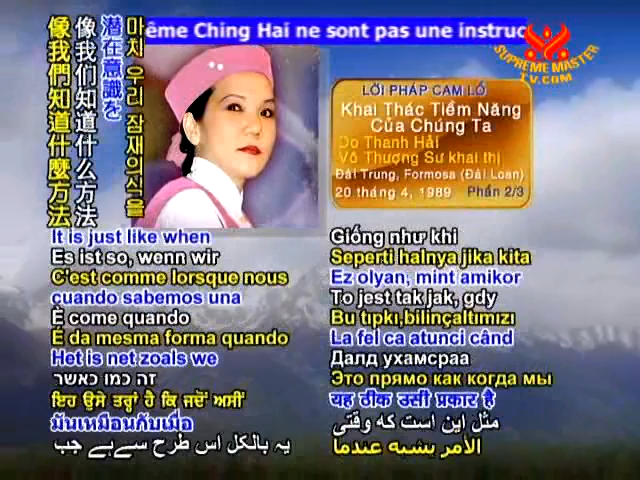 ême Ching Hai ne sont pas une instruc
SUPREME MASTER
TV.COM
像我們知道什麼方法
像我们知道什么方法
潜在意識を
마치 우리 잠재의식을
LỜI PHÁP CAM LỒ
Khai Thác Tiềm Năng
Của Chúng Ta
Do Thanh Hải
Vô Thượng Sư khai thị
Đài Trung, Formosa (Đài Loan)
20 tháng 4, 1989 Phần 2/3
It is just like when
Es ist so, wenn wir
C'est comme lorsque nous
cuando sabemos una
È come quando
É da mesma forma quando
Het is net zoals we
זה כמו כאשר
ਇਹ ਉਸੇ ਤਰ੍ਹਾਂ ਹੈ ਕਿ ਜਦੋਂ ਅਸੀਂ
มันเหมือนกับเมื่อ
یہ بالکل اس طرح سے ہے جب
Giống như khi
Seperti halnya jika kita
Ez olyan, mint amikor
To jest tak jak, gdy
Bu tıpkı,bilinçaltımızı
La fel ca atunci când
Далд ухамсраа
Это прямо как когда мы
यह ठीक उसी प्रकार है
مثل این است که وقتی
الأمر يشبه عندما